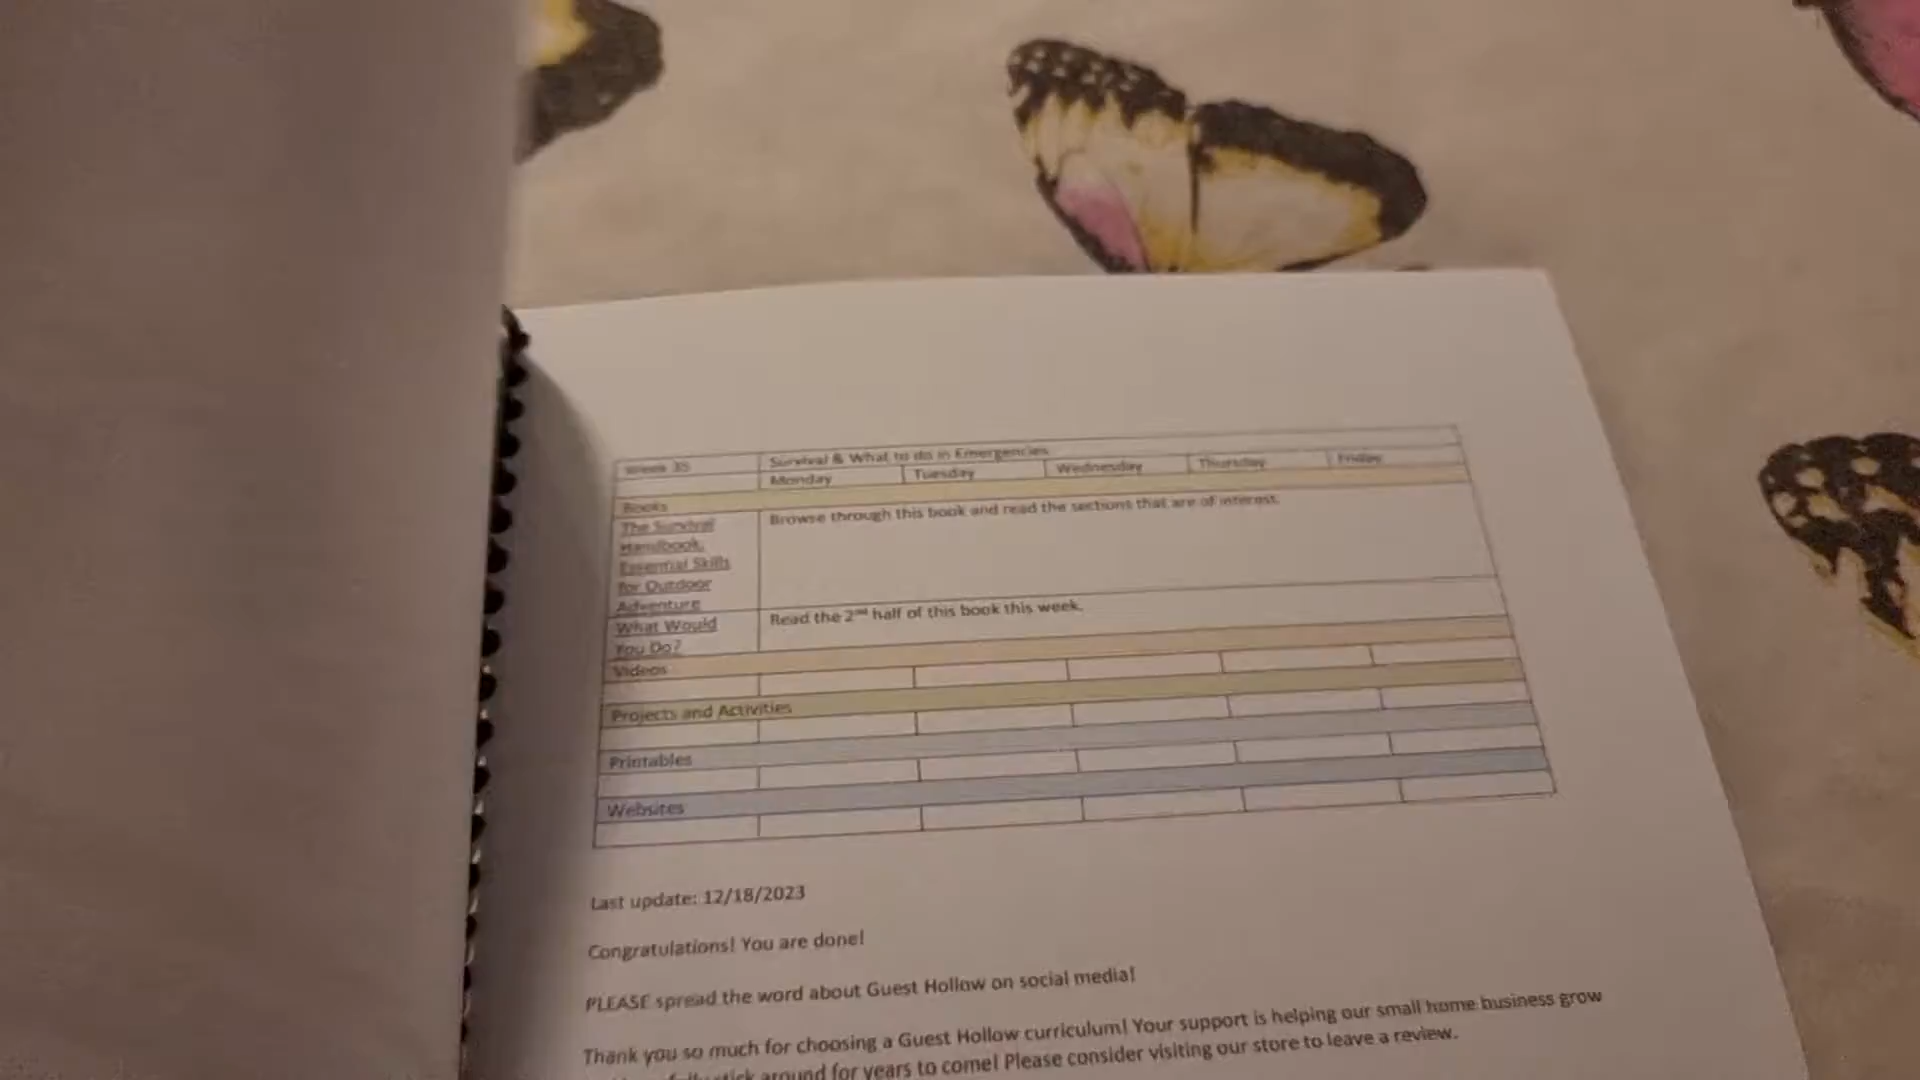 Week 35 Survival & What to do in Emergencies
Monday Tuesday Wednesday Thursday Friday
Books
The Survival
Handbook,
Essential Skills
for Outdoor
Adventure
Browse through this book and read the sections that are of interest.
What Would
You Do?
Read the 2nd half of this book this week.
Videos
Projects and Activities
Printables
Websites
Last update: 12/18/2023
Congratulations! You are done!
PLEASE spread the word about Guest Hollow on social media!
Thank you so much for choosing a Guest Hollow curriculum! Your support is helping our small home business grow
stick around for years to come! Please consider visiting our store to leave a review.